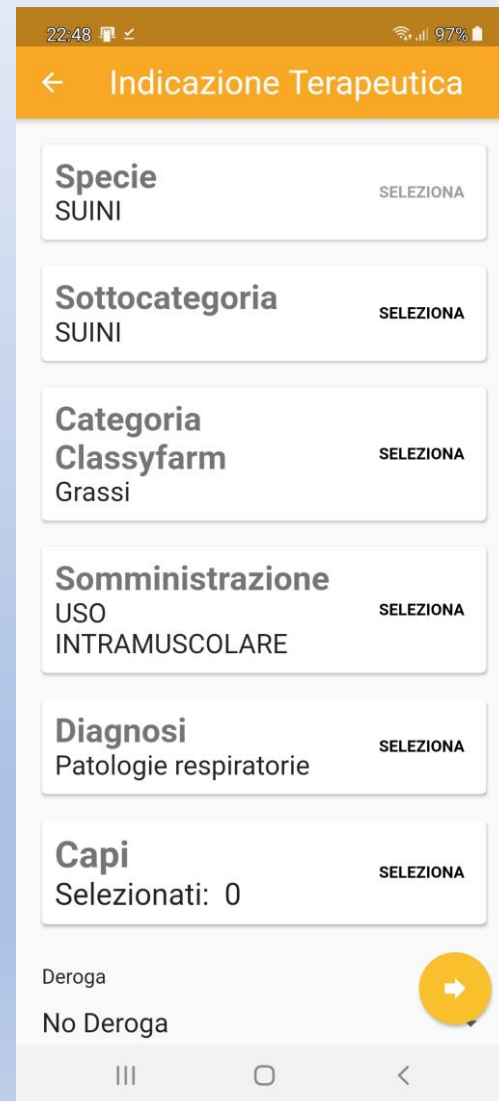 22:48 97%
Indicazione Terapeutica
Specie
SUINI
SELEZIONA
Sottocategoria
SUINI
SELEZIONA
Categoria
Classyfarm
Grassi
SELEZIONA
Somministrazione
USO
INTRAMUSCOLARE
SELEZIONA
Diagnosi
Patologie respiratorie
SELEZIONA
Capi
Selezionati: 0
SELEZIONA
Deroga
No Deroga